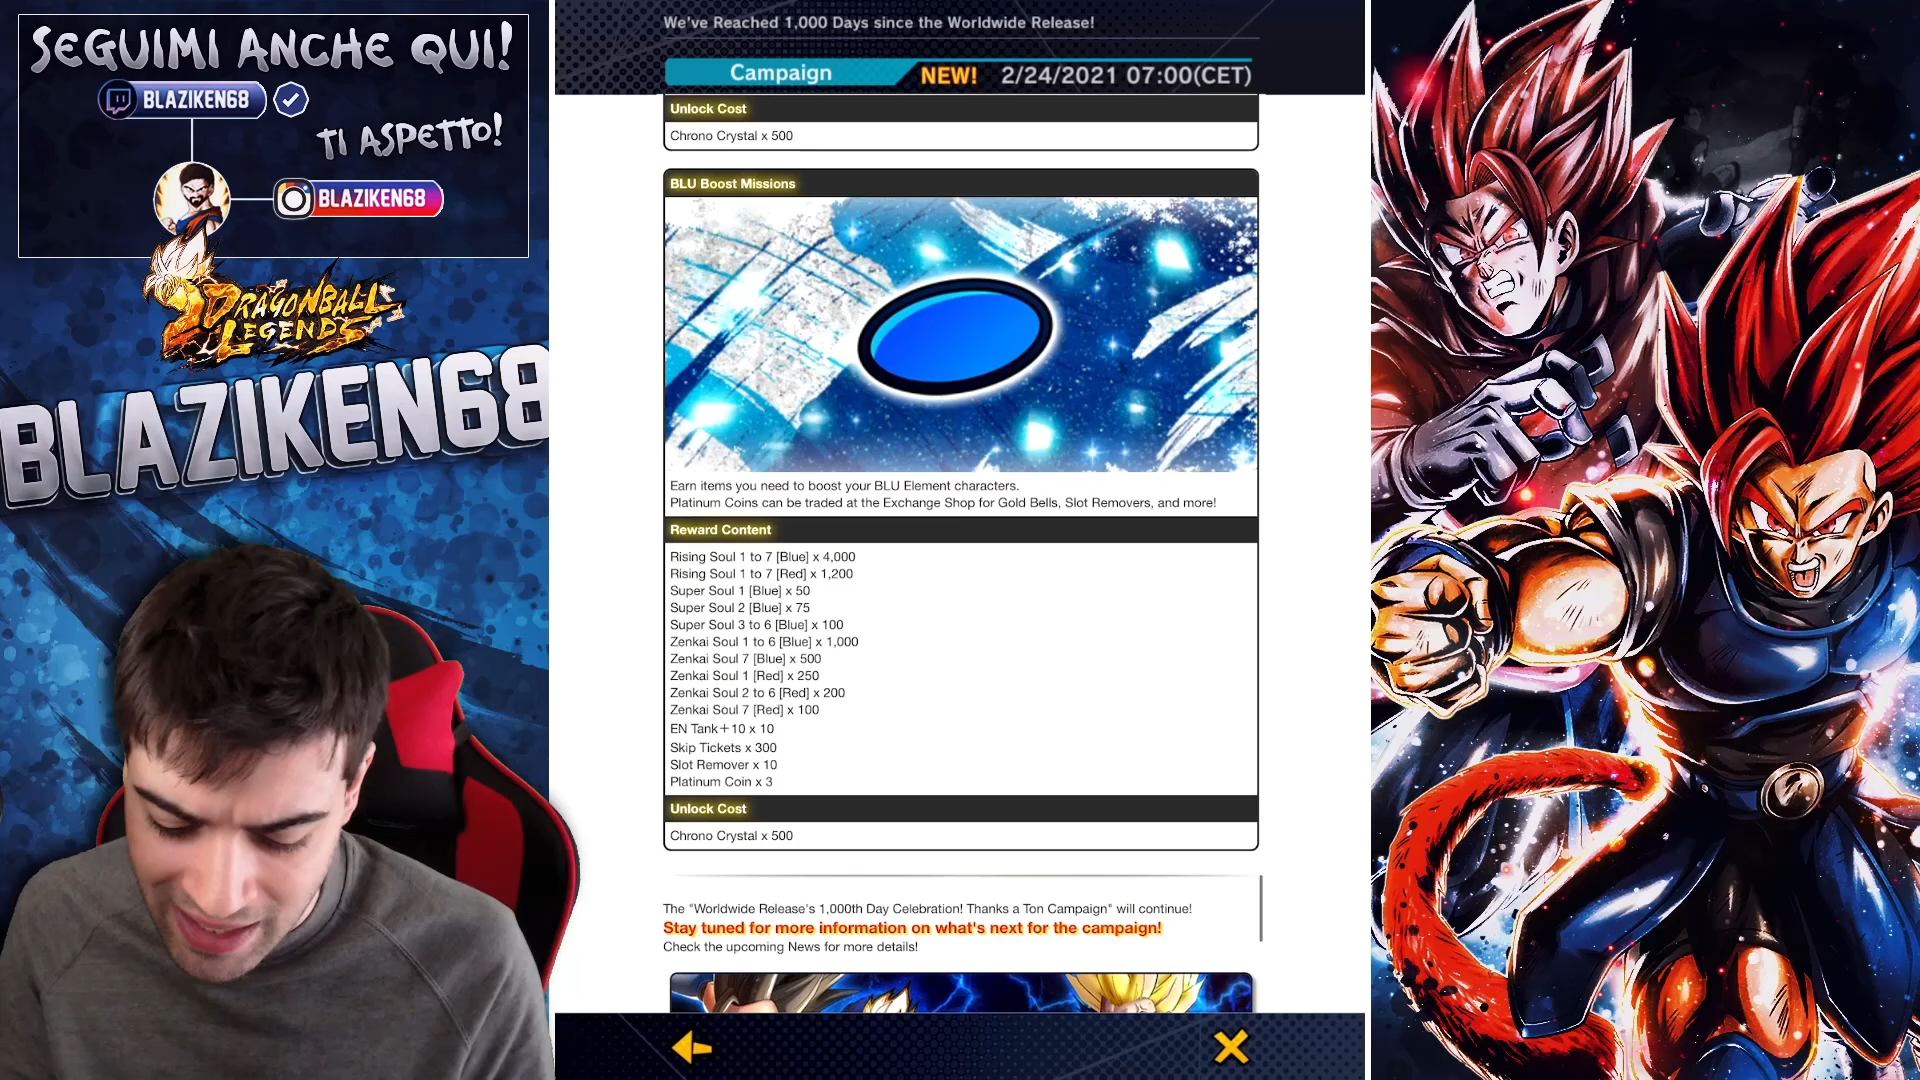 SEGUIMI ANCHE QUI!
BLAZIKEN68
TI ASPETTO!
BLAZIKEN68
DRAGONBALL
LEGENDS
BLAZIKEN68
We've Reached 1,000 Days since the Worldwide Release!
Campaign NEW! 2/24/2021 07:00(CET)
Unlock Cost
Chrono Crystal x 500
BLU Boost Missions
Earn items you need to boost your BLU Element characters.
Platinum Coins can be traded at the Exchange Shop for Gold Bells, Slot Removers, and more!
Reward Content
Rising Soul 1 to 7 [Blue] x 4,000
Rising Soul 1 to 7 [Red] x 1,200
Super Soul 1 [Blue] x 50
Super Soul 2 [Blue] x 75
Super Soul 3 to 6 [Blue] x 100
Zenkai Soul 1 to 6 [Blue] x 1,000
Zenkai Soul 7 [Blue] x 500
Zenkai Soul 1 [Red] x 250
Zenkai Soul 2 to 6 [Red] x 200
Zenkai Soul 7 [Red] x 100
EN Tank+10 x 10
Skip Tickets x 300
Slot Remover x 10
Platinum Coin x 3
Unlock Cost
Chrono Crystal x 500
The "Worldwide Release's 1,000th Day Celebration! Thanks a Ton Campaign" will continue!
Stay tuned for more information on what's next for the campaign!
Check the upcoming News for more details!